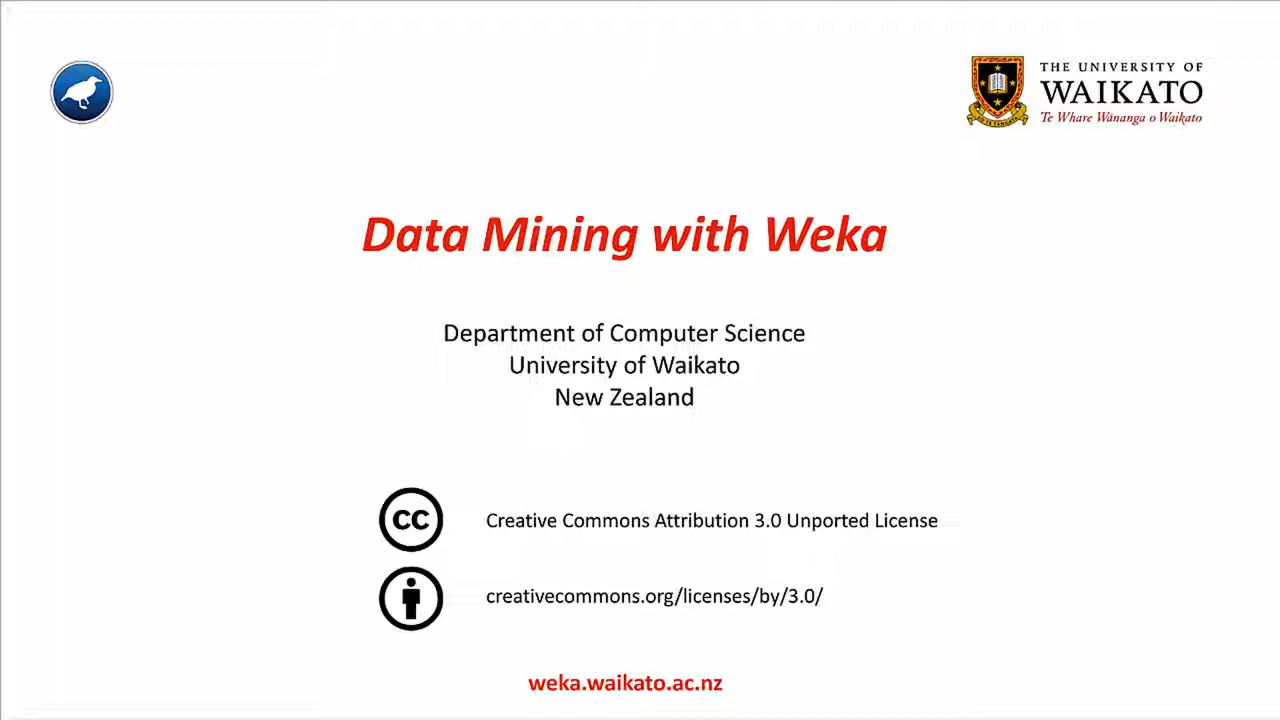 THE UNIVERSITY OF
WAIKATO
Te Whare Wānanga o Waikato
Data Mining with Weka
Department of Computer Science
University of Waikato
New Zealand
CC
Creative Commons Attribution 3.0 Unported License
creativecommons.org/licenses/by/3.0/
weka.waikato.ac.nz